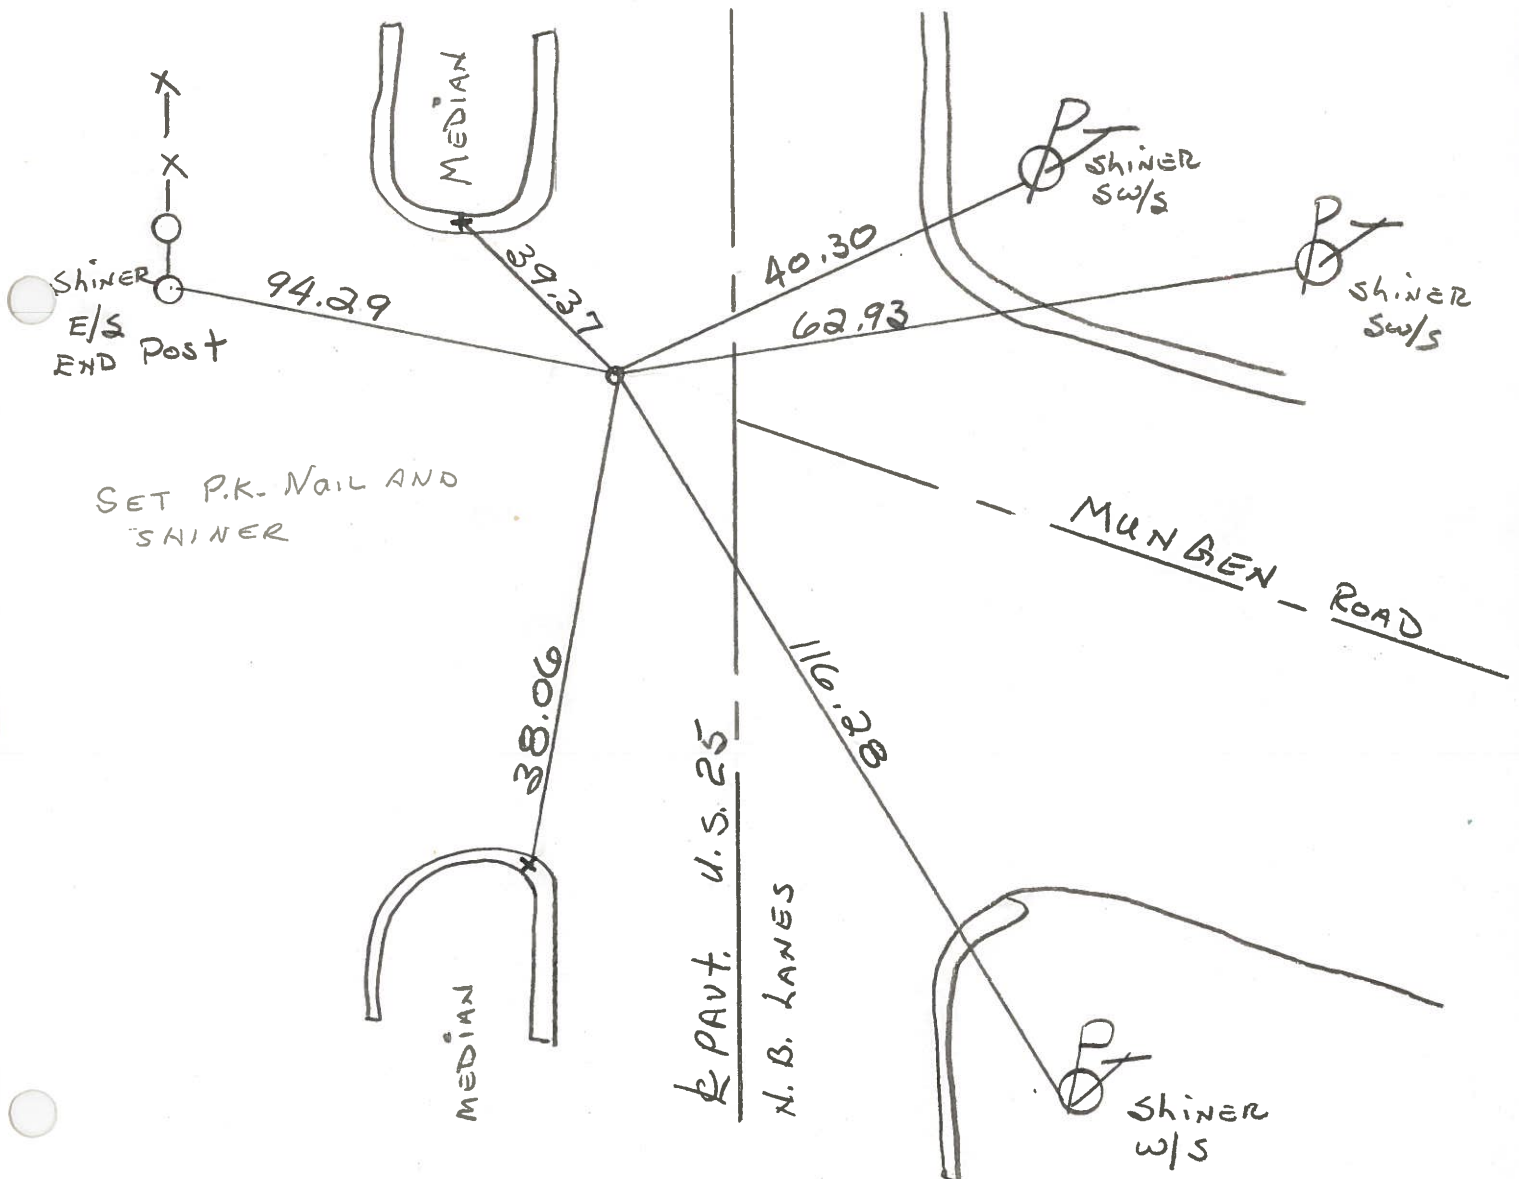 MEDIAN
P
T
SHINER
SW/S
P
T
SHINER
SW/S
40.30
39.37
62.93
94.29
SHINER
E/S
END POST
SET P.K. NAIL AND
SHINER
MUNGEN ROAD
38.06
116.28
℄ PAVT. U.S. 25
N.B. LANES
MEDIAN
P
T
SHINER
W/S